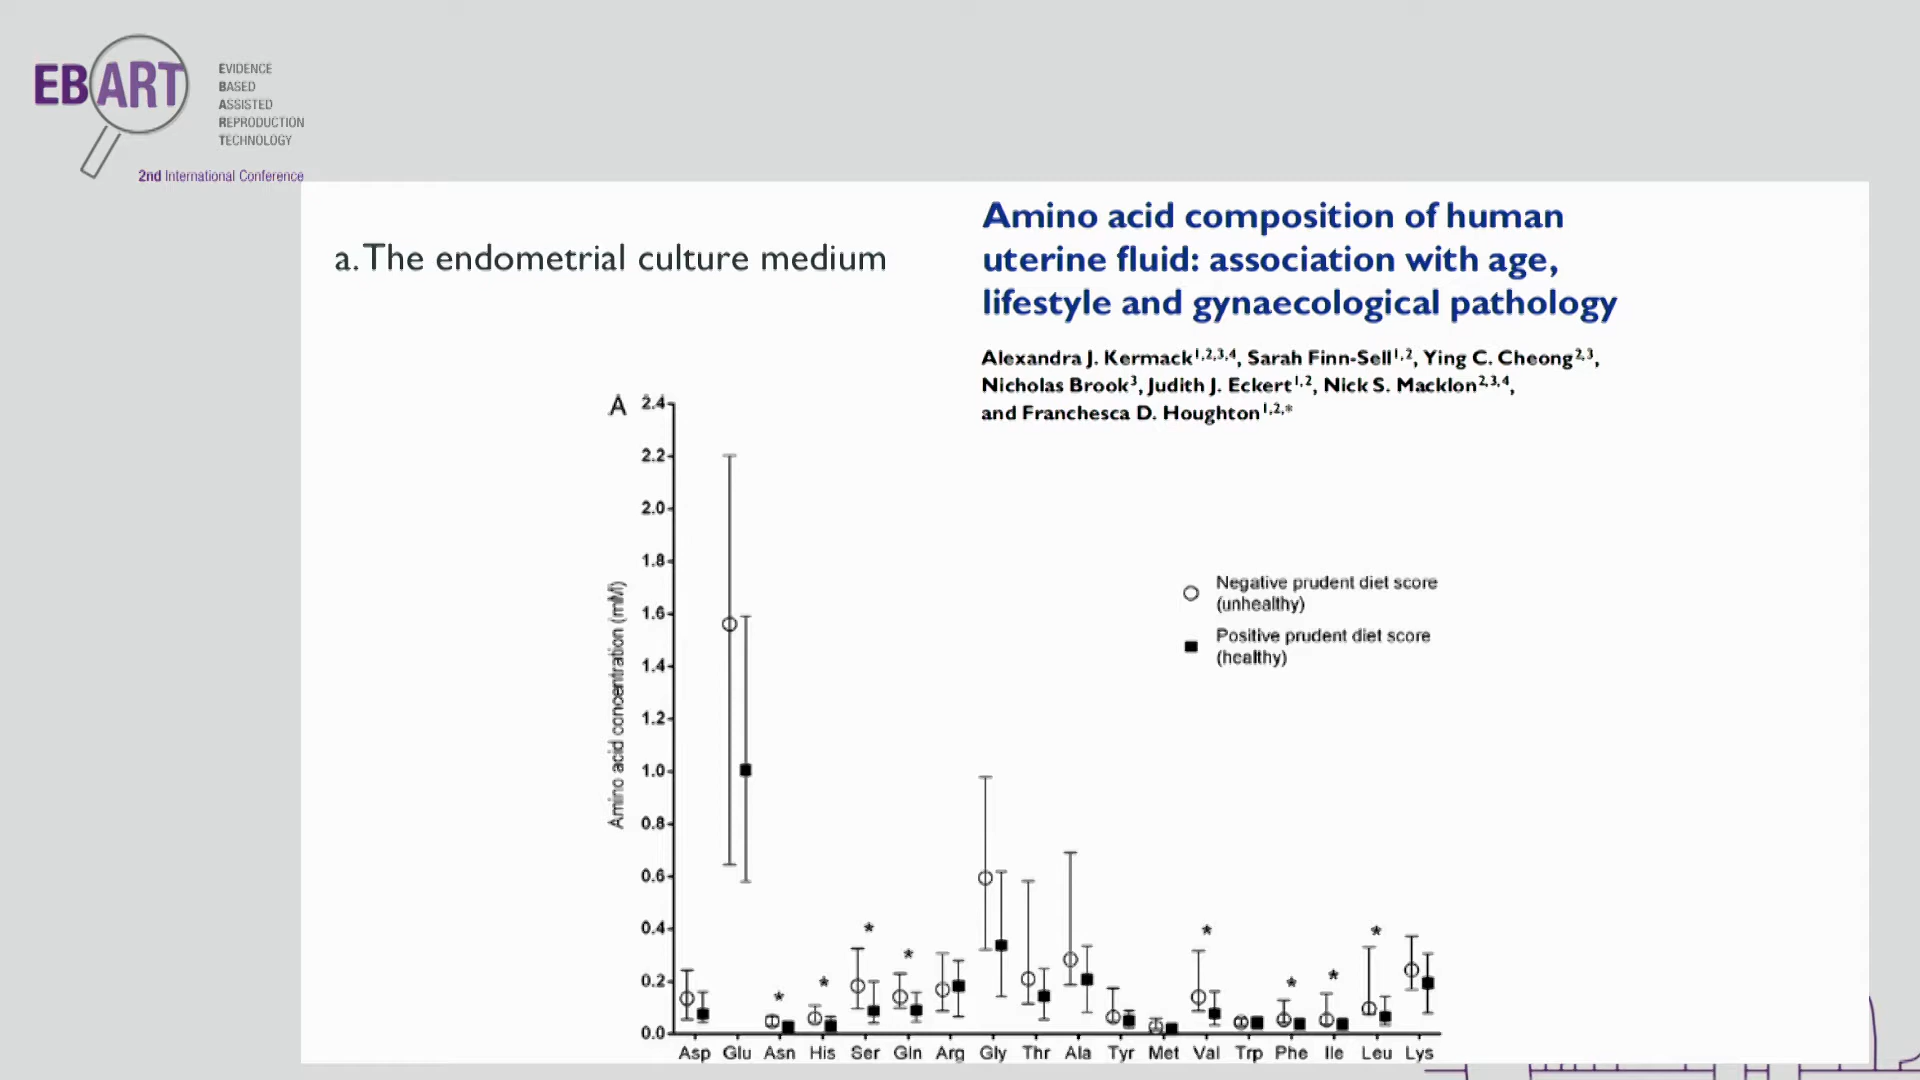 EBART
EVIDENCE
BASED
ASSISTED
REPRODUCTION
TECHNOLOGY
2nd International Conference
a. The endometrial culture medium
Amino acid composition of human
uterine fluid: association with age,
lifestyle and gynaecological pathology
Alexandra J. Kermack1,2,3,4, Sarah Finn-Sell1,2, Ying C. Cheong2,3,
Nicholas Brook3, Judith J. Eckert1,2, Nick S. Macklon2,3,4,
and Franchesca D. Houghton1,2,*
A
2.4
2.2
2.0
1.8
1.6
1.4
1.2
1.0
0.8
0.6
0.4
0.2
0.0
Amino acid concentration (mM)
Negative prudent diet score
(unhealthy)
Positive prudent diet score
(healthy)
* * * * * * * *
Asp Glu Asn His Ser Gln Arg Gly Thr Ala Tyr Met Val Trp Phe Ile Leu Lys